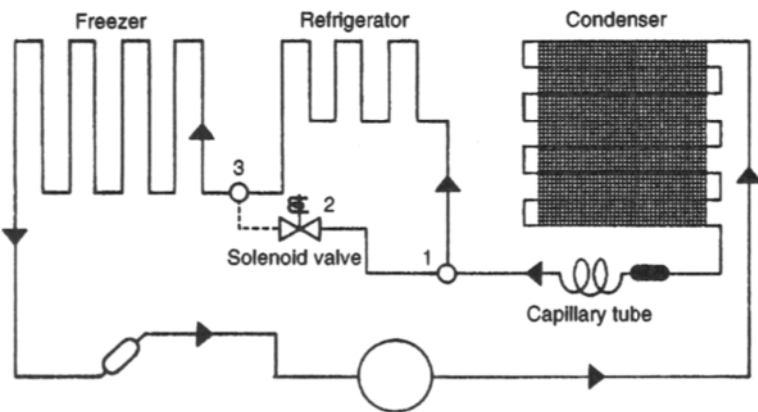 Freezer
Refrigerator
Condenser
3
S
2
Solenoid valve
1
Capillary tube